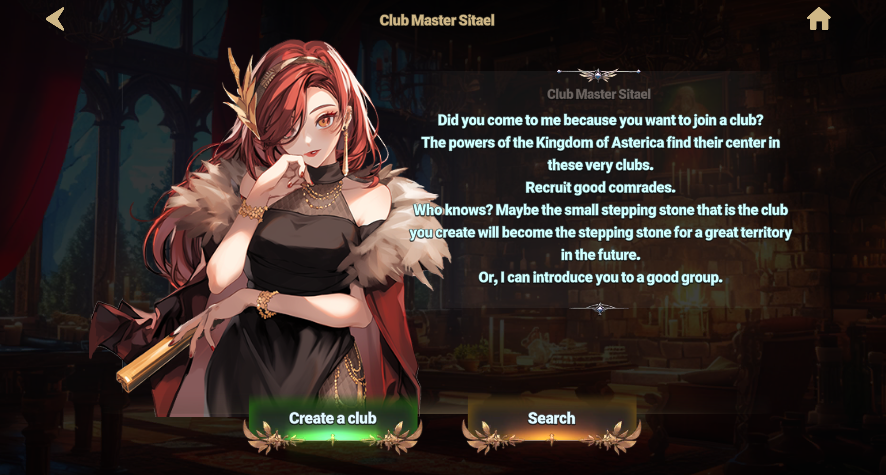 Club Master Sitael
Club Master Sitael
Did you come to me because you want to join a club?
The powers of the Kingdom of Asterica find their center in
these very clubs.
Recruit good comrades.
Who knows? Maybe the small stepping stone that is the club
you create will become the stepping stone for a great territory
in the future.
Or, I can introduce you to a good group.
Create a club
Search